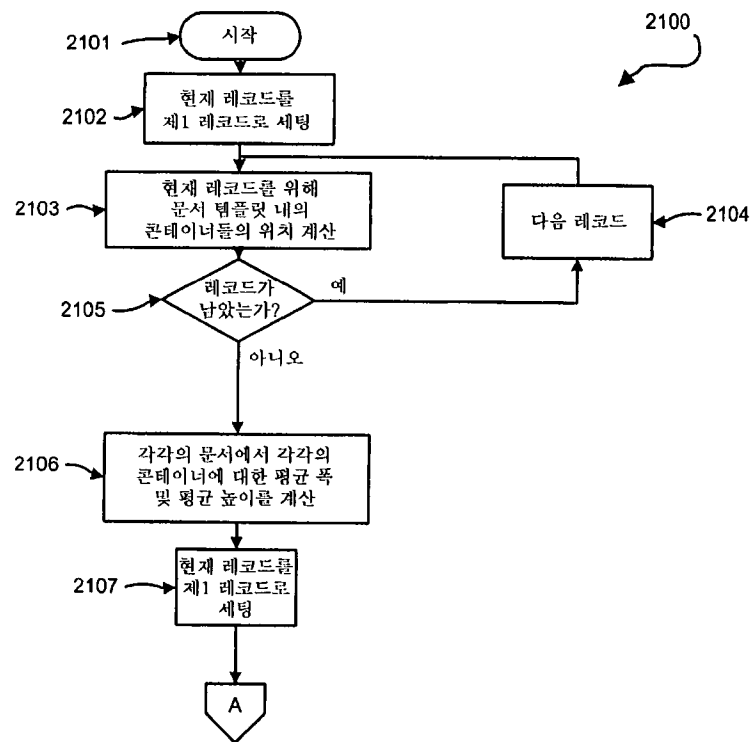 2100
2101
시작
2102
현재 레코드를
제1 레코드로 세팅
2103
현재 레코드를 위해
문서 템플릿 내의
콘테이너들의 위치 계산
다음 레코드
2104
2105
레코드가
남았는가?
예
아니오
2106
각각의 문서에서 각각의
콘테이너에 대한 평균 폭
및 평균 높이를 계산
2107
현재 레코드를
제1 레코드로
세팅
A